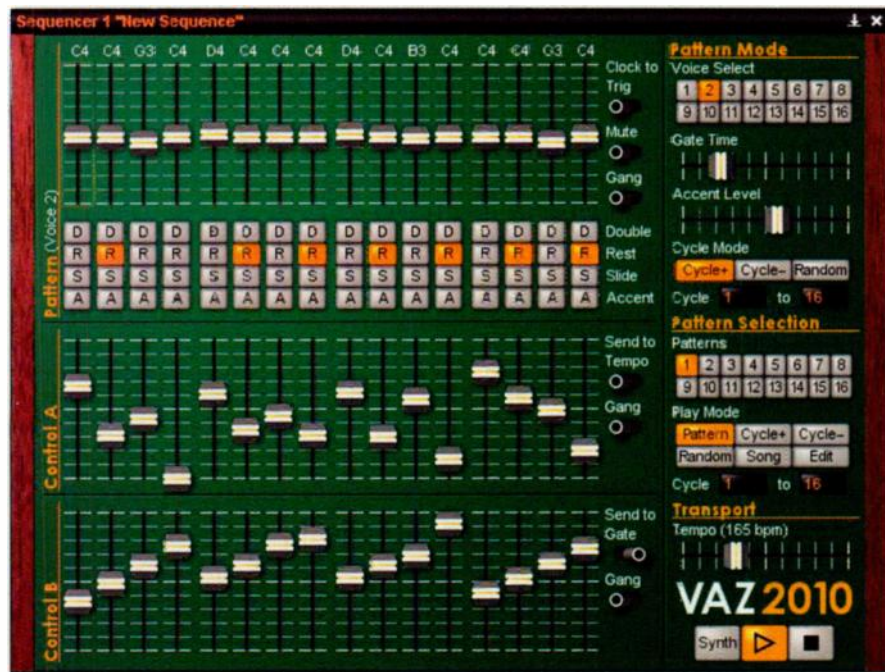 Sequencer 1 "New Sequence"
C4 C4 G3 C4 D4 C4 C4 C4 D4 C4 B3 C4 C4 C4 G3 C4
Clock to
Trig
Mute
Gang
Pattern (Voice 2)
D D D D D D D D D D D D D D D D Double
R R R R R R R R R R R R R R R R Rest
S S S S S S S S S S S S S S S S Slide
A A A A A A A A A A A A A A A A Accent
Control A
Send to
Tempo
Gang
Control B
Send to
Gate
Gang
Pattern Mode
Voice Select
1 2 3 4 5 6 7 8
9 10 11 12 13 14 15 16
Gate Time
Accent Level
Cycle Mode
Cycle+ Cycle– Random
Cycle 1 to 16
Pattern Selection
Patterns
1 2 3 4 5 6 7 8
9 10 11 12 13 14 15 16
Play Mode
Pattern Cycle+ Cycle–
Random Song Edit
Cycle 1 to 16
Transport
Tempo (165 bpm)
VAZ 2010
Synth